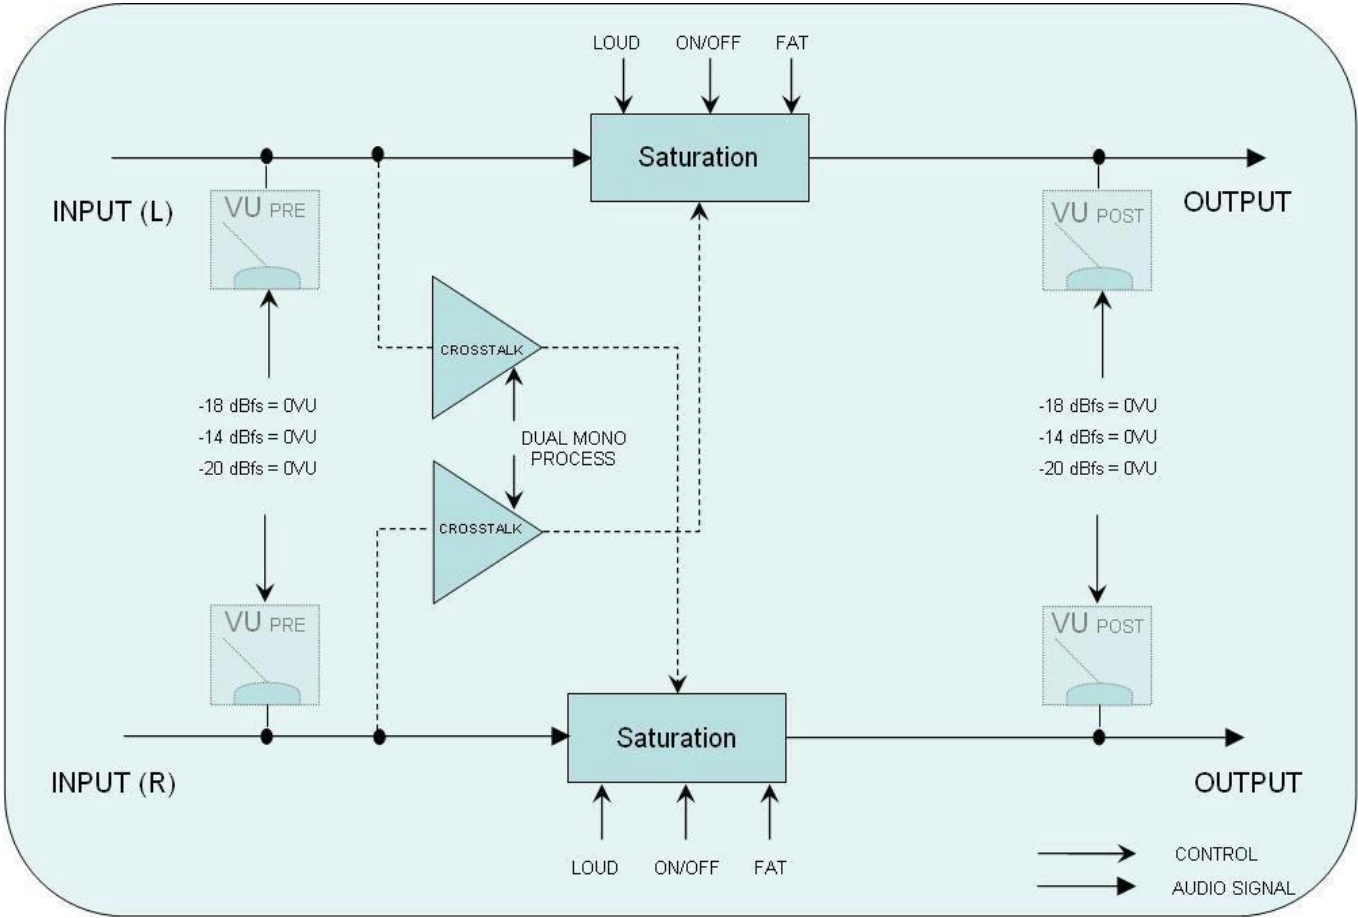 LOUD ON/OFF FAT
Saturation
INPUT (L)
VU PRE
VU POST
OUTPUT
CROSSTALK
-18 dBfs = 0VU
-14 dBfs = 0VU
-20 dBfs = 0VU
DUAL MONO
PROCESS
-18 dBfs = 0VU
-14 dBfs = 0VU
-20 dBfs = 0VU
CROSSTALK
VU PRE
VU POST
Saturation
INPUT (R)
OUTPUT
LOUD ON/OFF FAT
CONTROL
AUDIO SIGNAL